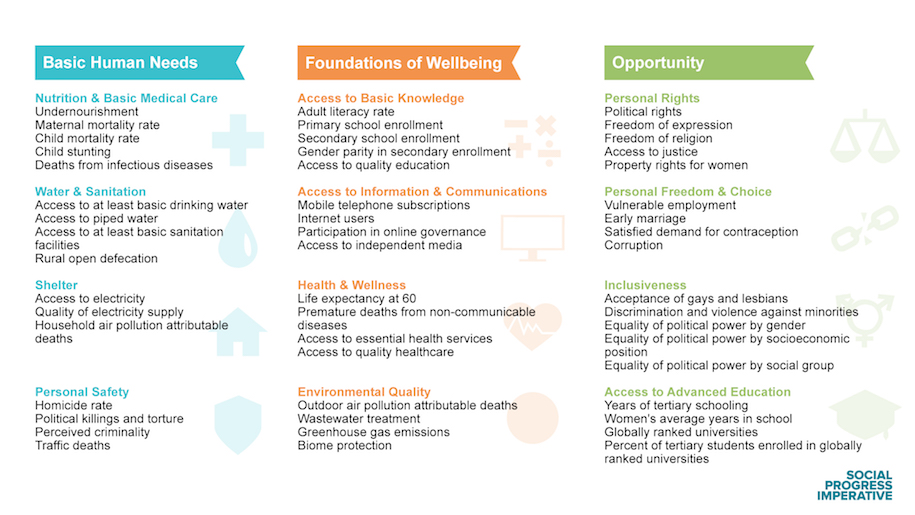 Basic Human Needs
Nutrition & Basic Medical Care
Undernourishment
Maternal mortality rate
Child mortality rate
Child stunting
Deaths from infectious diseases
Water & Sanitation
Access to at least basic drinking water
Access to piped water
Access to at least basic sanitation
facilities
Rural open defecation
Shelter
Access to electricity
Quality of electricity supply
Household air pollution attributable
deaths
Personal Safety
Homicide rate
Political killings and torture
Perceived criminality
Traffic deaths
Foundations of Wellbeing
Access to Basic Knowledge
Adult literacy rate
Primary school enrollment
Secondary school enrollment
Gender parity in secondary enrollment
Access to quality education
Access to Information & Communications
Mobile telephone subscriptions
Internet users
Participation in online governance
Access to independent media
Health & Wellness
Life expectancy at 60
Premature deaths from non-communicable
diseases
Access to essential health services
Access to quality healthcare
Environmental Quality
Outdoor air pollution attributable deaths
Wastewater treatment
Greenhouse gas emissions
Biome protection
Opportunity
Personal Rights
Political rights
Freedom of expression
Freedom of religion
Access to justice
Property rights for women
Personal Freedom & Choice
Vulnerable employment
Early marriage
Satisfied demand for contraception
Corruption
Inclusiveness
Acceptance of gays and lesbians
Discrimination and violence against minorities
Equality of political power by gender
Equality of political power by socioeconomic
position
Equality of political power by social group
Access to Advanced Education
Years of tertiary schooling
Women's average years in school
Globally ranked universities
Percent of tertiary students enrolled in globally
ranked universities
SOCIAL
PROGRESS
IMPERATIVE